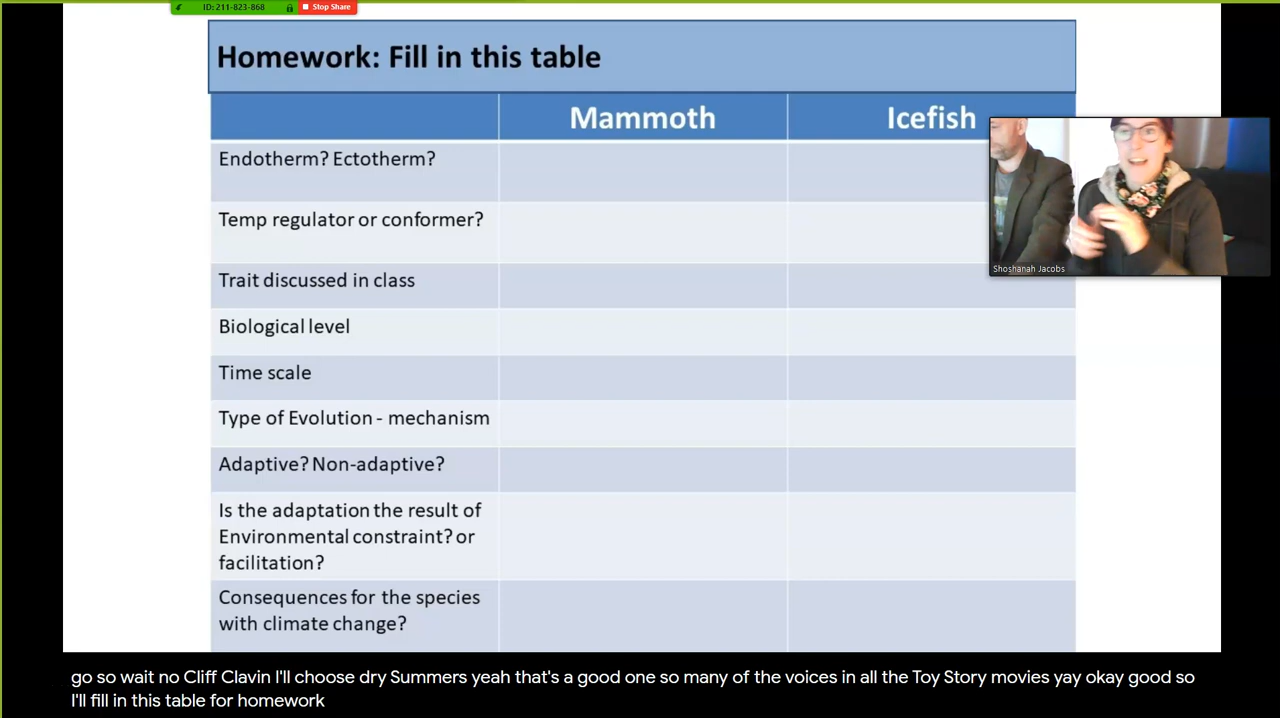 ID: 211-823-868 Stop Share
Homework: Fill in this table
Mammoth Icefish
Endotherm? Ectotherm?
Temp regulator or conformer?
Shoshanah Jacobs
Trait discussed in class
Biological level
Time scale
Type of Evolution - mechanism
Adaptive? Non-adaptive?
Is the adaptation the result of
Environmental constraint? or
facilitation?
Consequences for the species
with climate change?
go so wait no Cliff Clavin I'll choose dry Summers yeah that's a good one so many of the voices in all the Toy Story movies yay okay good so
I'll fill in this table for homework